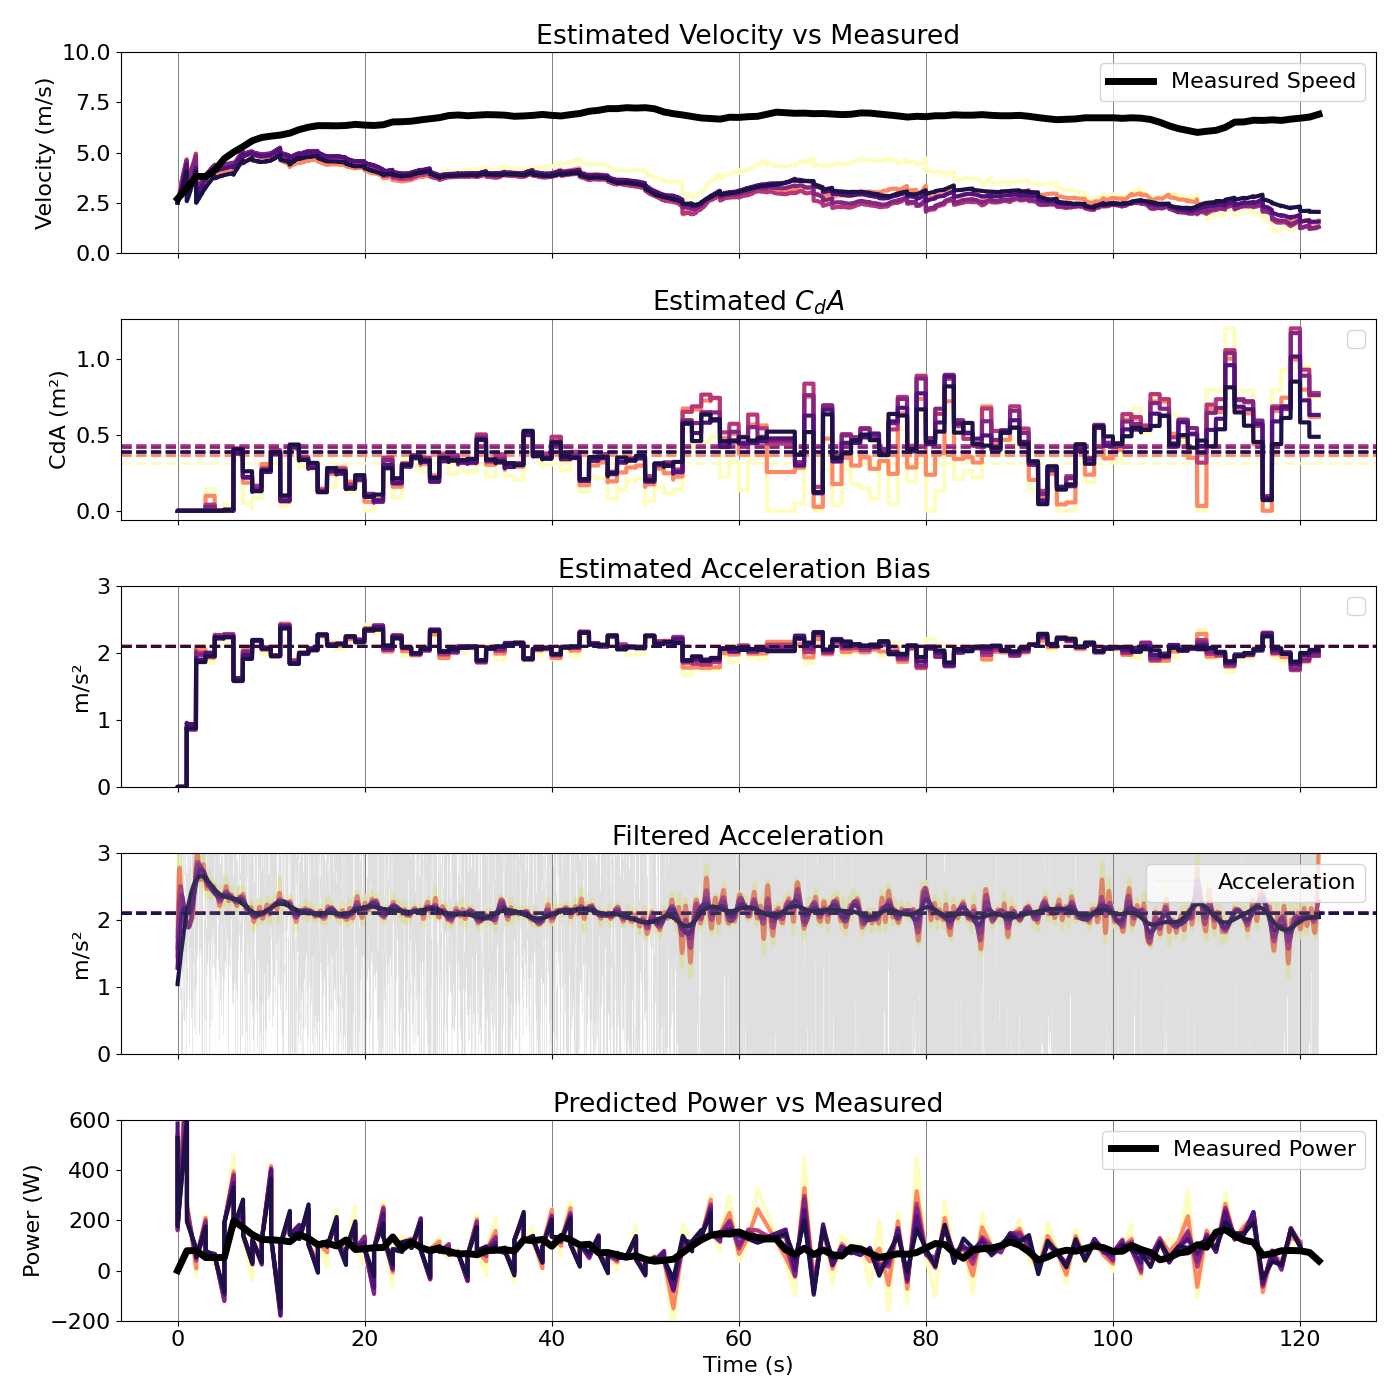 Estimated Velocity vs Measured
10.0
7.5
5.0
2.5
0.0
Velocity (m/s)
Measured Speed
Estimated CdA
1.0
0.5
0.0
CdA (m²)
Estimated Acceleration Bias
3
2
1
0
m/s²
Filtered Acceleration
3
2
1
0
m/s²
Acceleration
Predicted Power vs Measured
600
400
200
0
−200
Power (W)
Measured Power
0 20 40 60 80 100 120
Time (s)